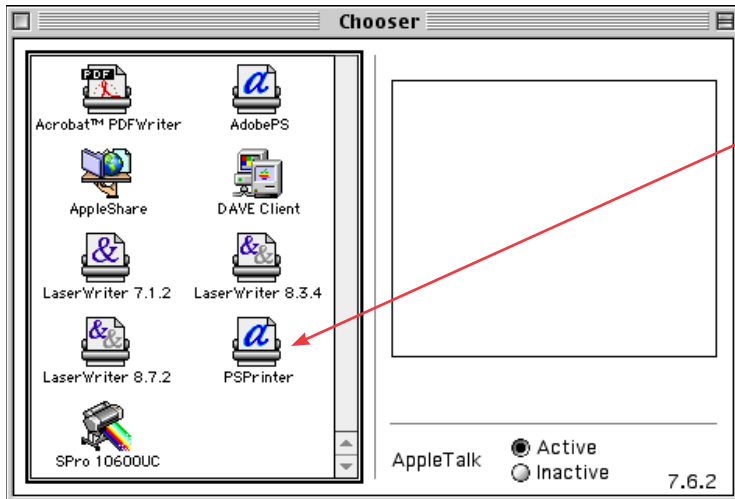 Chooser
PDF
Acrobat™ PDFWriter
AdobePS
AppleShare
DAVE Client
LaserWriter 7.1.2
LaserWriter 8.3.4
LaserWriter 8.7.2
PSPrinter
SPro 10600UC
AppleTalk
Active
Inactive
7.6.2